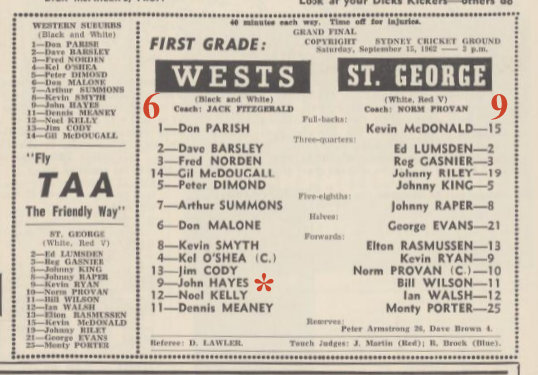 Look at your Dicks Kickers—others do
WESTERN SUBURBS
(Black and White)
1—Don PARISH
2—Dave BARSLEY
3—Fred NORDEN
4—Kel O'SHEA
5—Peter DIMOND
6—Don MALONE
7—Arthur SUMMONS
8—Kevin SMYTH
9—John HAYES
11—Dennis MEANEY
12—Noel KELLY
13—Jim CODY
14—Gil McDOUGALL
"Fly
TAA
The Friendly Way"
ST. GEORGE
(White, Red V)
2—Ed LUMSDEN
3—Reg GASNIER
5—Johnny KING
8—Johnny RAPER
9—Kevin RYAN
10—Norm PROVAN
11—Bill WILSON
12—Ian WALSH
13—Elton RASMUSSEN
15—Kevin McDONALD
19—Johnny RILEY
21—George EVANS
25—Monty PORTER
40 minutes each way. Time off for injuries.
GRAND FINAL
FIRST GRADE: COPYRIGHT SYDNEY CRICKET GROUND
Saturday, September 15, 1962 — 3 p.m.
WESTS ST. GEORGE
(Black and White) (White, Red V)
6 Coach: JACK FITZGERALD Coach: NORM PROVAN 9
Full-backs:
1—Don PARISH Kevin McDONALD—15
Three-quarters:
2—Dave BARSLEY Ed LUMSDEN—2
3—Fred NORDEN Reg GASNIER—3
14—Gil McDOUGALL Johnny RILEY—19
5—Peter DIMOND Johnny KING—5
Five-eighths:
7—Arthur SUMMONS Johnny RAPER—8
Halves:
6—Don MALONE George EVANS—21
Forwards:
8—Kevin SMYTH Elton RASMUSSEN—13
4—Kel O'SHEA (C.) Kevin RYAN—9
13—Jim CODY Norm PROVAN (C.)—10
9—John HAYES * Bill WILSON—11
12—Noel KELLY Ian WALSH—12
11—Dennis MEANEY Monty PORTER—25
Reserves:
Peter Armstrong 26, Dave Brown 4.
Referee: D. LAWLER. Touch Judges: J. Martin (Red); R. Brock (Blue).